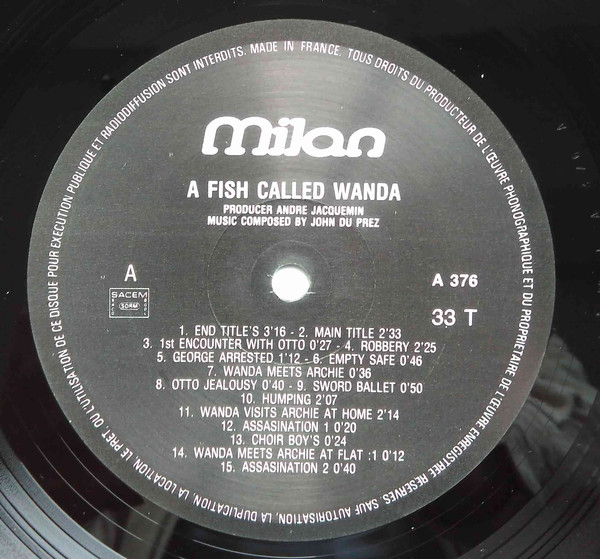 TOUS DROITS DU PRODUCTEUR DE L'ŒUVRE PHONOGRAPHIQUE ET DU PROPRIETAIRE DE L'ŒUVRE ENREGISTREE RESERVES. SAUF AUTORISATION. LA DUPLICATION, LA LOCATION, LE PRET, OU L'UTILISATION DE CE DISQUE POUR EXECUTION PUBLIQUE ET RADIODIFFUSION SONT INTERDITS. MADE IN FRANCE.
milan
A FISH CALLED WANDA
PRODUCER ANDRE JACQUEMIN
MUSIC COMPOSED BY JOHN DU PREZ
A
A 376
SACEM
SDRM
33 T
1. END TITLE'S 3'16 - 2. MAIN TITLE 2'33
3. 1st ENCOUNTER WITH OTTO 0'27 - 4. ROBBERY 2'25
5. GEORGE ARRESTED 1'12 - 6. EMPTY SAFE 0'46
7. WANDA MEETS ARCHIE 0'36
8. OTTO JEALOUSY 0'40 - 9. SWORD BALLET 0'50
10. HUMPING 2'07
11. WANDA VISITS ARCHIE AT HOME 2'14
12. ASSASINATION 1 0'20
13. CHOIR BOY'S 0'24
14. WANDA MEETS ARCHIE AT FLAT :1 0'12
15. ASSASINATION 2 0'40